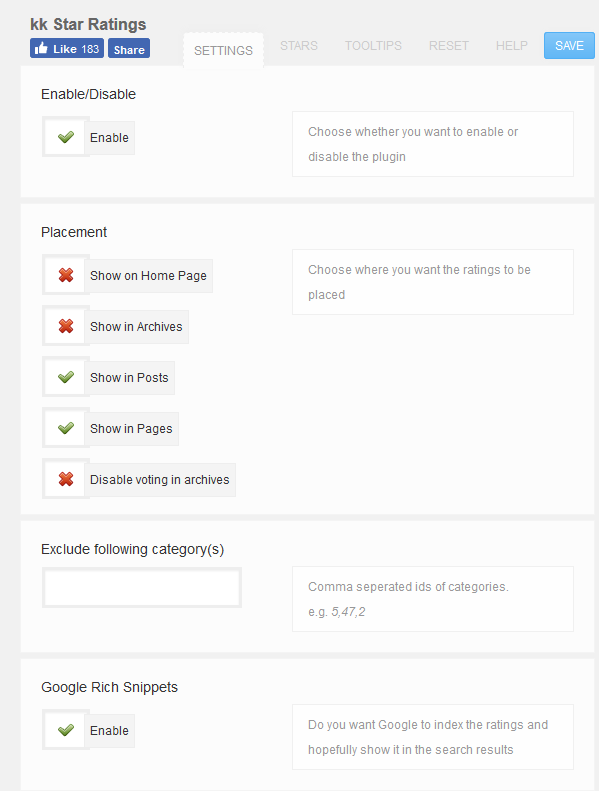 kk Star Ratings
Like 183 Share
SETTINGS STARS TOOLTIPS RESET HELP SAVE
Enable/Disable
Enable
Choose whether you want to enable or
disable the plugin
Placement
Show on Home Page
Choose where you want the ratings to be
placed
Show in Archives
Show in Posts
Show in Pages
Disable voting in archives
Exclude following category(s)
Comma seperated ids of categories.
e.g. 5,47,2
Google Rich Snippets
Enable
Do you want Google to index the ratings and
hopefully show it in the search results